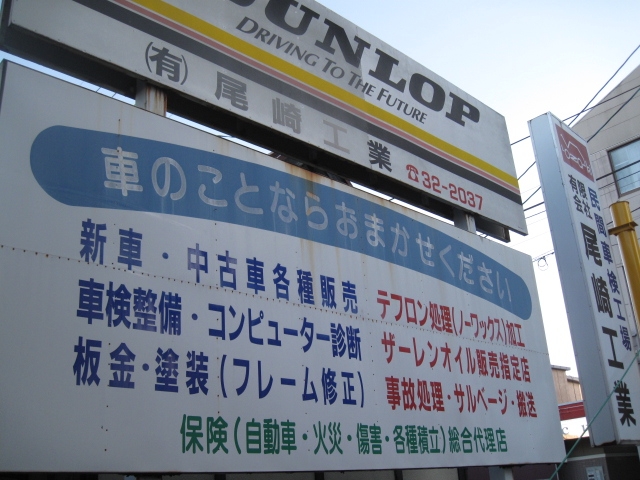 DUNLOP
DRIVING TO THE FUTURE
(有)尾崎工業
☎32-2037
車のことならおまかせください
新車・中古車各種販売
車検整備・コンピューター診断
板金・塗装(フレーム修正)
テフロン処理(ノーワックス)加工
ザーレンオイル販売指定店
事故処理・サルベージ・搬送
保険(自動車・火災・傷害・各種積立)総合代理店
民間車検工場
有限会社 尾崎工業